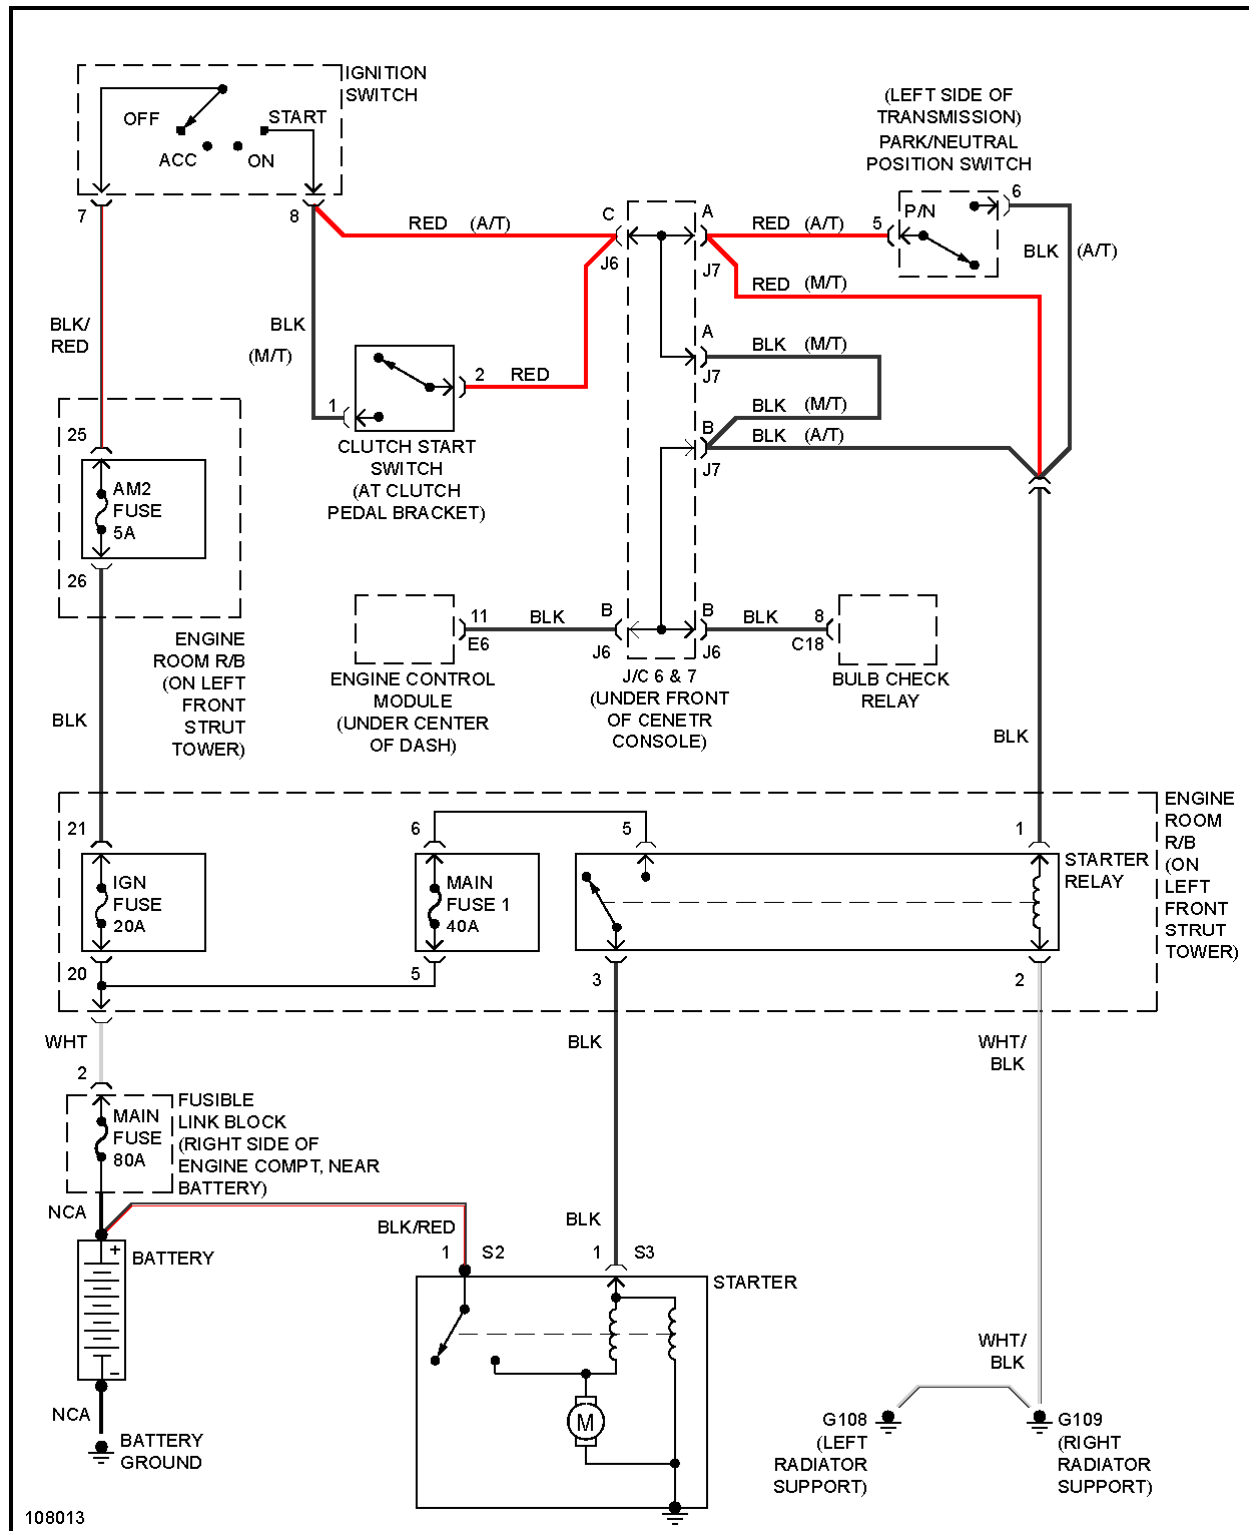 IGNITION
SWITCH
OFF
START
ACC
ON
7
8
RED (A/T)
C
J6
A
J7
RED (A/T)
5
(LEFT SIDE OF
TRANSMISSION)
PARK/NEUTRAL
POSITION SWITCH
P/N
6
BLK (A/T)
RED (M/T)
BLK/
RED
BLK
(M/T)
1
2
RED
CLUTCH START
SWITCH
(AT CLUTCH
PEDAL BRACKET)
A
J7
BLK (M/T)
BLK (M/T)
B
J7
BLK (A/T)
25
AM2
FUSE
5A
26
ENGINE
ROOM R/B
(ON LEFT
FRONT
STRUT
TOWER)
11
E6
BLK
B
J6
ENGINE CONTROL
MODULE
(UNDER CENTER
OF DASH)
B
J6
BLK
8
C18
BULB CHECK
RELAY
J/C 6 & 7
(UNDER FRONT
OF CENETR
CONSOLE)
BLK
BLK
21
IGN
FUSE
20A
20
6
MAIN
FUSE 1
40A
5
5
1
3
2
STARTER
RELAY
ENGINE
ROOM
R/B
(ON
LEFT
FRONT
STRUT
TOWER)
WHT
2
MAIN
FUSE
80A
FUSIBLE
LINK BLOCK
(RIGHT SIDE OF
ENGINE COMPT, NEAR
BATTERY)
BLK
WHT/
BLK
NCA
+
BATTERY
–
NCA
BATTERY
GROUND
BLK/RED
1
S2
BLK
1
S3
STARTER
M
WHT/
BLK
G108
(LEFT
RADIATOR
SUPPORT)
G109
(RIGHT
RADIATOR
SUPPORT)
108013